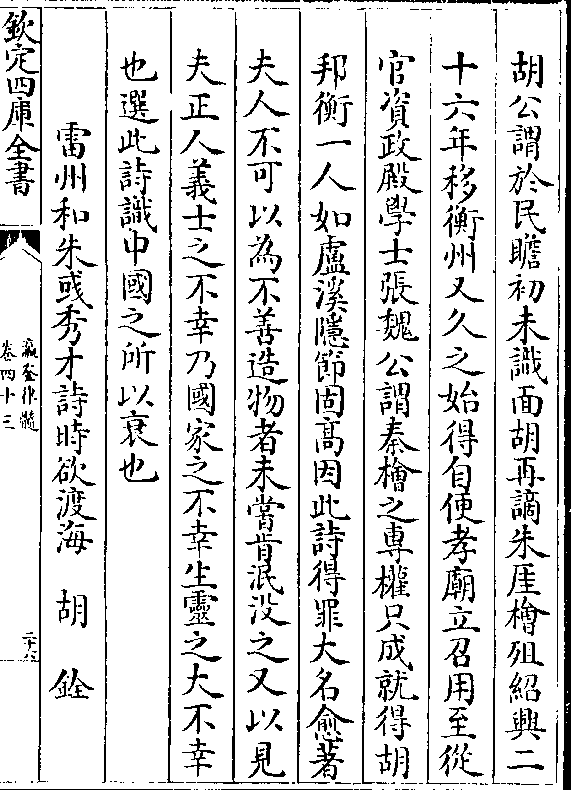 胡公謂於民瞻初未識面胡再謫朱厓檜殂紹興二
十六年移衡州又久之始得自便孝廟立召用至從
官資政殿學士張魏公謂秦檜之專權只成就得胡
邦衡一人如盧溪隱節固髙因此詩得罪大名愈著
夫人不可以為不善造物者未嘗肯泯没之又以見
夫正人義士之不幸乃國家之不幸生靈之大不幸
也選此詩識中國之所以衰也
雷州和朱彧秀才詩時欲渡海 胡銓
欽定四庫全書
瀛奎律髓
卷四十三
二十六